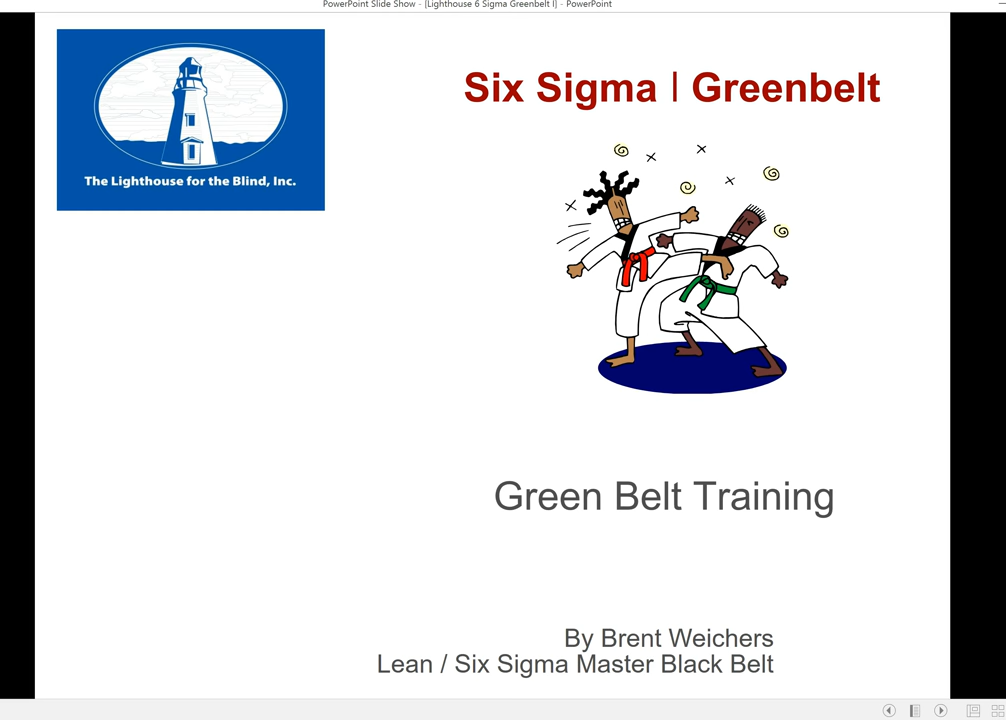 PowerPoint Slide Show - [Lighthouse 6 Sigma Greenbelt I] - PowerPoint
The Lighthouse for the Blind, Inc.
Six Sigma | Greenbelt
Green Belt Training
By Brent Weichers
Lean / Six Sigma Master Black Belt